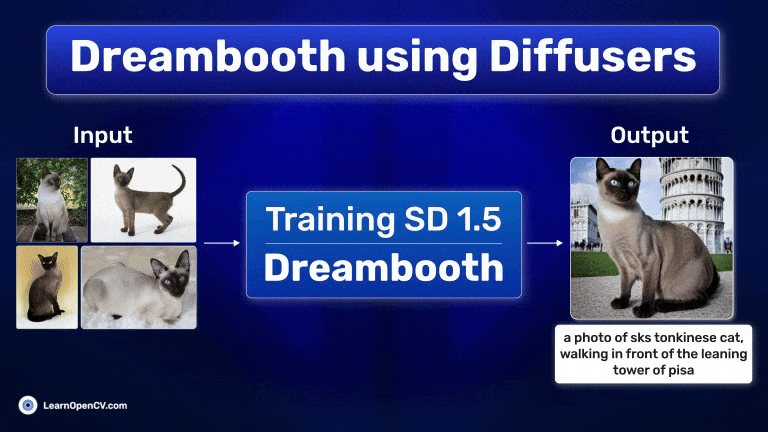 Dreambooth using Diffusers
Input
Output
Training SD 1.5
Dreambooth
a photo of sks tonkinese cat,
walking in front of the leaning
tower of pisa
LearnOpenCV.com